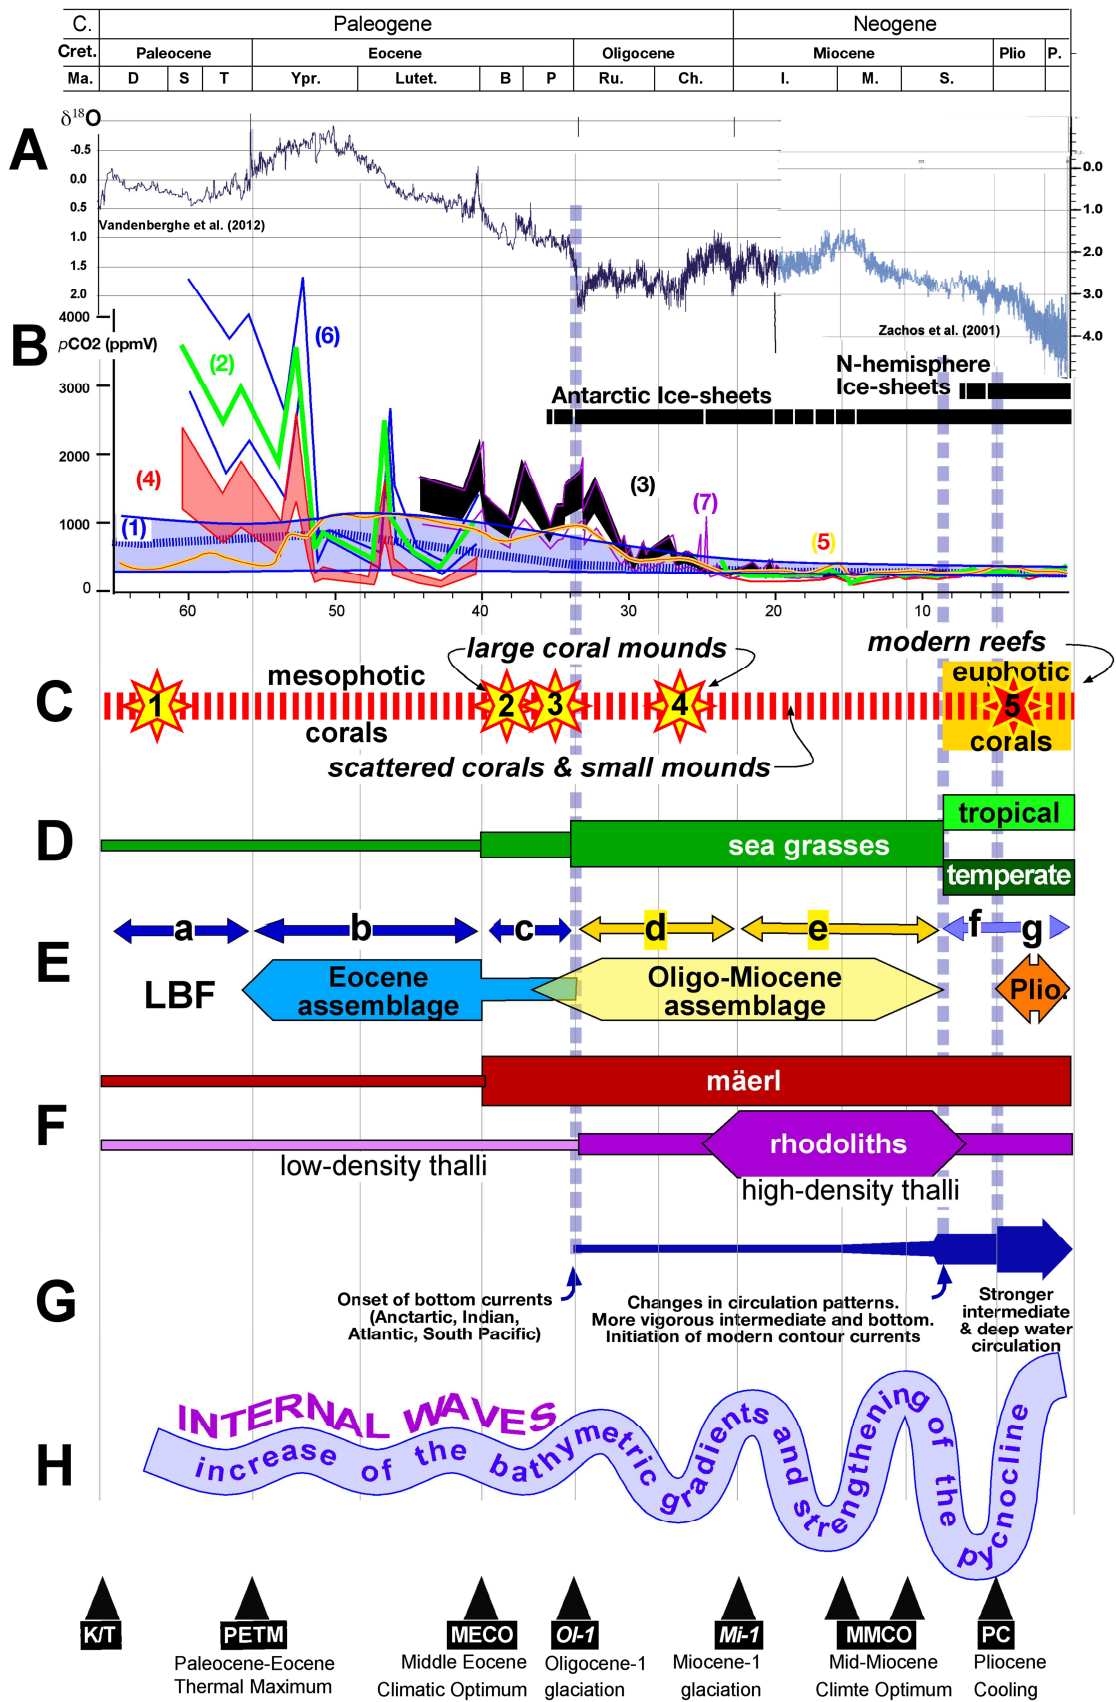 C. Paleogene Neogene
Cret. Paleocene Eocene Oligocene Miocene Plio P.
Ma. D S T Ypr. Lutet. B P Ru. Ch. I. M. S.
δ¹⁸O
A
-0.5
0.0
0.5
1.0
1.5
2.0
0.0
1.0
2.0
3.0
4.0
Vandenberghe et al. (2012)
Zachos et al. (2001)
B
4000
pCO2 (ppmV)
3000
2000
1000
0
(6)
(2)
(4)
(1)
(3)
(7)
(5)
N-hemisphere
Ice-sheets
Antarctic Ice-sheets
60 50 40 30 20 10
C
large coral mounds
modern reefs
mesophotic
corals
euphotic
corals
1 2 3 4 5
scattered corals & small mounds
D
sea grasses
tropical
temperate
E
a b c d e f g
LBF
Eocene
assemblage
Oligo-Miocene
assemblage
Plio.
F
mäerl
rhodoliths
low-density thalli
high-density thalli
G
Onset of bottom currents
(Anctartic, Indian,
Atlantic, South Pacific)
Changes in circulation patterns.
More vigorous intermediate and bottom.
Initiation of modern contour currents
Stronger
intermediate
& deep water
circulation
H
INTERNAL WAVES
increase of the bathymetric gradients and strengthening of the pycnocline
K/T PETM MECO Ol-1 Mi-1 MMCO PC
Paleocene-Eocene
Thermal Maximum
Middle Eocene
Climatic Optimum
Oligocene-1
glaciation
Miocene-1
glaciation
Mid-Miocene
Climte Optimum
Pliocene
Cooling